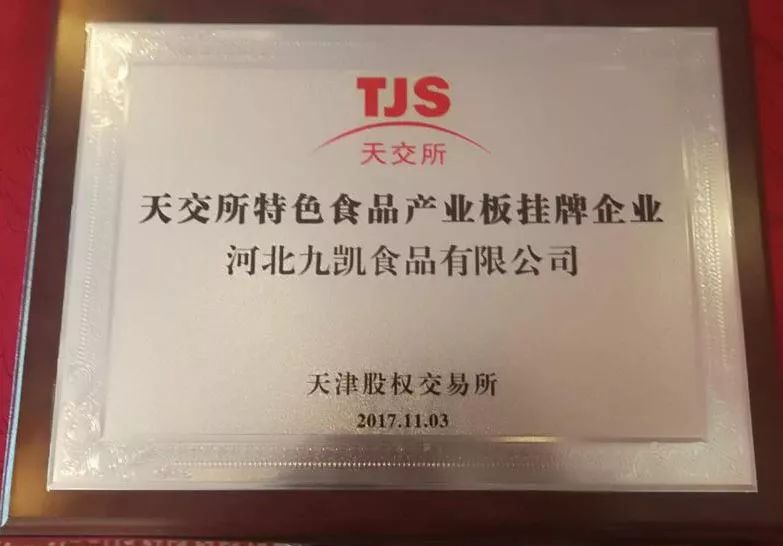 TJS
天交所
天交所特色食品产业板挂牌企业
河北九凯食品有限公司
天津股权交易所
2017.11.03